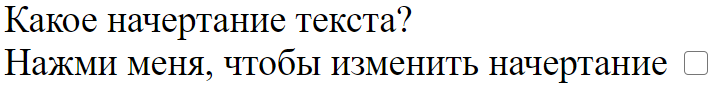 Какое начертание текста?
Нажми меня, чтобы изменить начертание